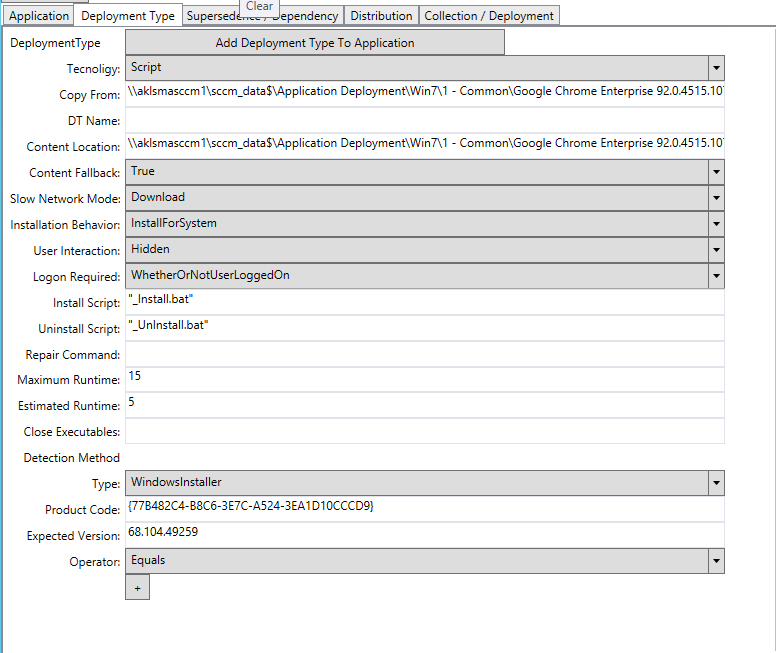 Clear
Application Deployment Type Supersedence / Dependency Distribution Collection / Deployment
DeploymentType Add Deployment Type To Application
Tecnoligy: Script
Copy From: \\aklsmasccm1\sccm_data$\Application Deployment\Win7\1 - Common\Google Chrome Enterprise 92.0.4515.107
DT Name:
Content Location: \\aklsmasccm1\sccm_data$\Application Deployment\Win7\1 - Common\Google Chrome Enterprise 92.0.4515.107
Content Fallback: True
Slow Network Mode: Download
Installation Behavior: InstallForSystem
User Interaction: Hidden
Logon Required: WhetherOrNotUserLoggedOn
Install Script: "_Install.bat"
Uninstall Script: "_UnInstall.bat"
Repair Command:
Maximum Runtime: 15
Estimated Runtime: 5
Close Executables:
Detection Method
Type: WindowsInstaller
Product Code: {77B482C4-B8C6-3E7C-A524-3EA1D10CCCD9}
Expected Version: 68.104.49259
Operator: Equals
+